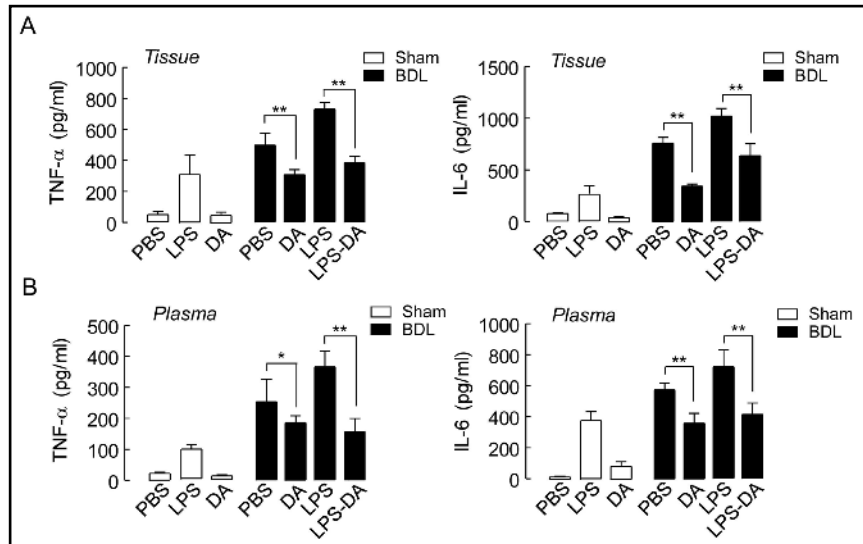 A
Tissue
Sham
BDL
TNF-α (pg/ml)
1000
800
600
400
200
0
**
**
PBS
LPS
DA
PBS
DA
LPS
LPS-DA
Tissue
Sham
BDL
IL-6 (pg/ml)
1500
1000
500
0
**
**
PBS
LPS
DA
PBS
DA
LPS
LPS-DA
B
Plasma
Sham
BDL
TNF-α (pg/ml)
500
400
300
200
100
0
*
**
PBS
LPS
DA
PBS
DA
LPS
LPS-DA
Plasma
Sham
BDL
IL-6 (pg/ml)
1000
800
600
400
200
0
**
**
PBS
LPS
DA
PBS
DA
LPS
LPS-DA